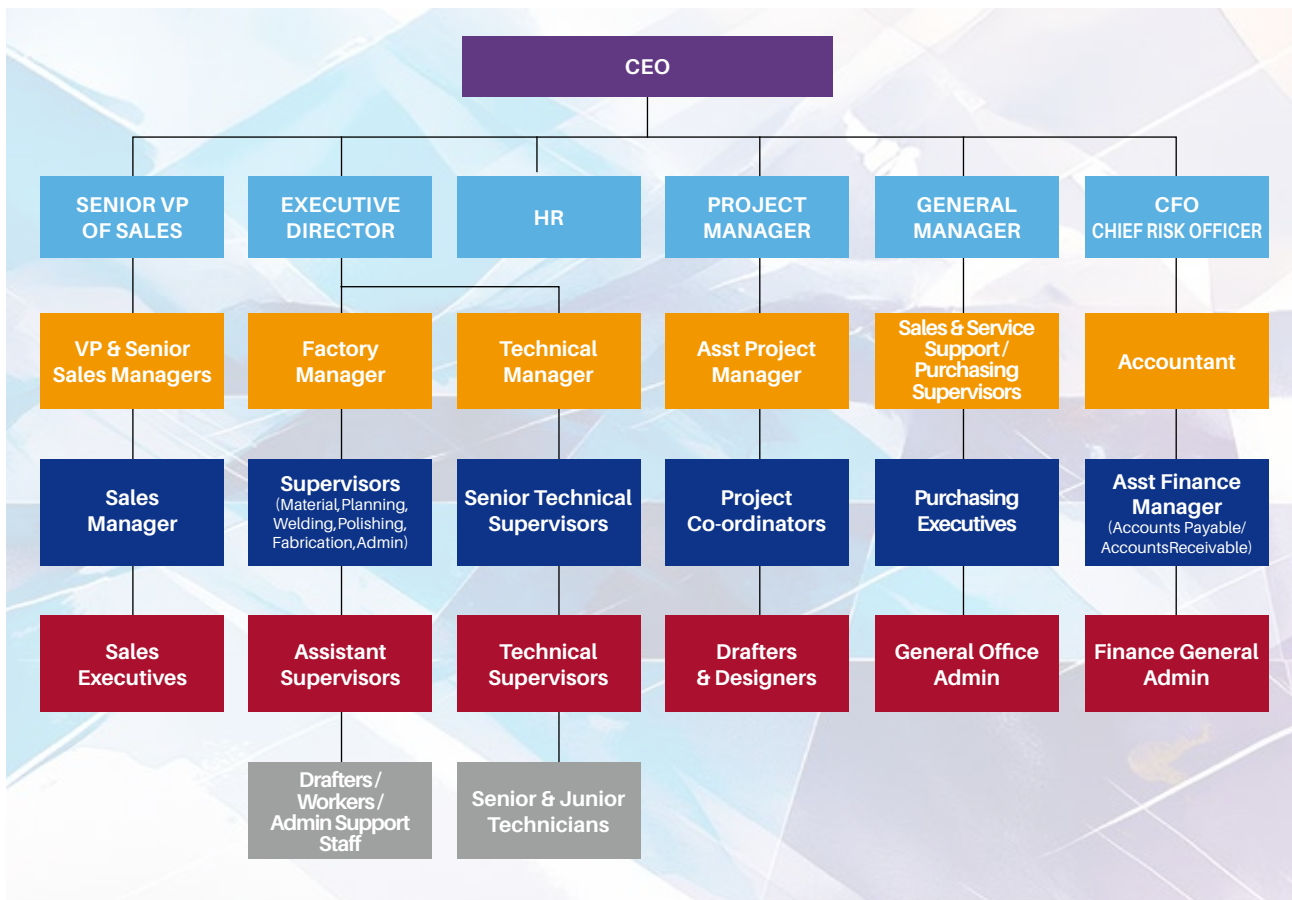 CEO
SENIOR VP
OF SALES
EXECUTIVE
DIRECTOR
HR
PROJECT
MANAGER
GENERAL
MANAGER
CFO
CHIEF RISK OFFICER
VP & Senior
Sales Managers
Factory
Manager
Technical
Manager
Asst Project
Manager
Sales & Service
Support /
Purchasing
Supervisors
Accountant
Sales
Manager
Supervisors
(Material, Planning,
Welding, Polishing,
Fabrication, Admin)
Senior Technical
Supervisors
Project
Co-ordinators
Purchasing
Executives
Asst Finance
Manager
(Accounts Payable/
Accounts Receivable)
Sales
Executives
Assistant
Supervisors
Technical
Supervisors
Drafters
& Designers
General Office
Admin
Finance General
Admin
Drafters /
Workers /
Admin Support
Staff
Senior & Junior
Technicians